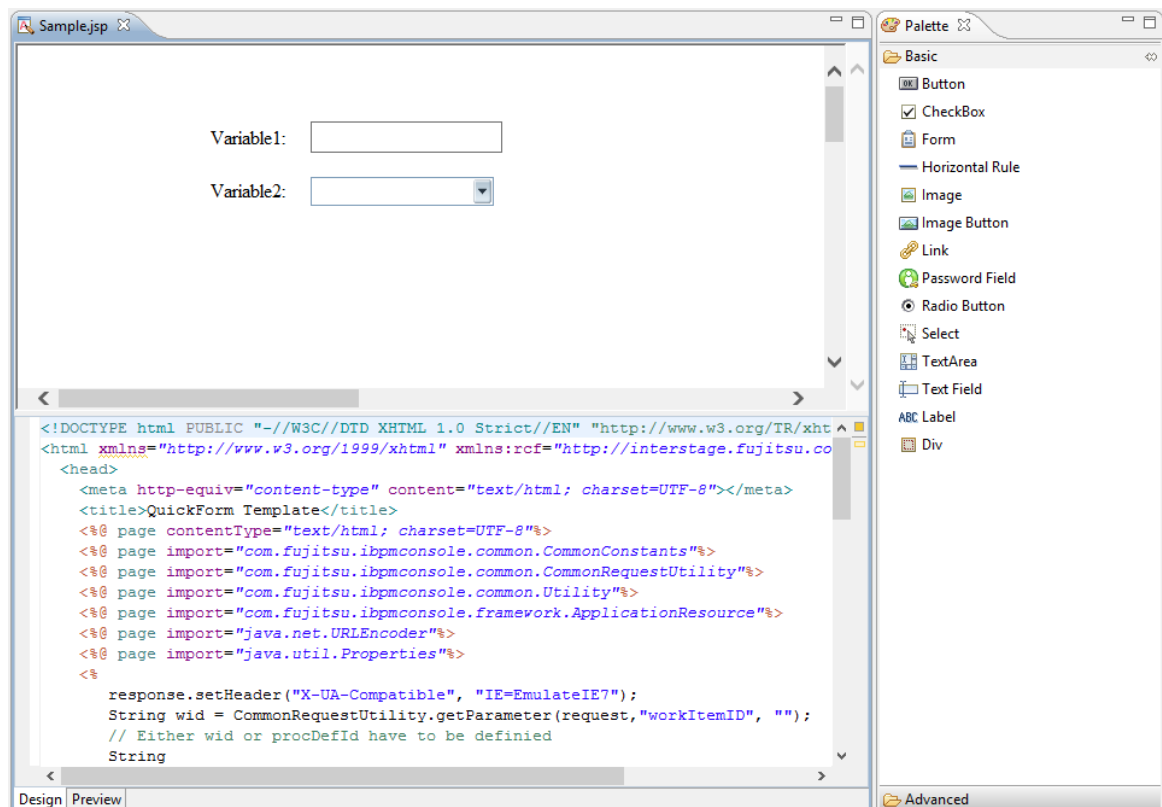 Sample.jsp
Variable1:
Variable2:
<!DOCTYPE html PUBLIC "-//W3C//DTD XHTML 1.0 Strict//EN" "http://www.w3.org/TR/xht
<html xmlns="http://www.w3.org/1999/xhtml" xmlns:rcf="http://interstage.fujitsu.co
<head>
<meta http-equiv="content-type" content="text/html; charset=UTF-8"></meta>
<title>QuickForm Template</title>
<%@ page contentType="text/html; charset=UTF-8"%>
<%@ page import="com.fujitsu.ibpmconsole.common.CommonConstants"%>
<%@ page import="com.fujitsu.ibpmconsole.common.CommonRequestUtility"%>
<%@ page import="com.fujitsu.ibpmconsole.common.Utility"%>
<%@ page import="com.fujitsu.ibpmconsole.framework.ApplicationResource"%>
<%@ page import="java.net.URLEncoder"%>
<%@ page import="java.util.Properties"%>
<%
response.setHeader("X-UA-Compatible", "IE=EmulateIE7");
String wid = CommonRequestUtility.getParameter(request,"workItemID", "");
// Either wid or procDefId have to be definied
String
Design Preview
Palette
Basic
OK Button
CheckBox
Form
Horizontal Rule
Image
Image Button
Link
Password Field
Radio Button
Select
TextArea
Text Field
ABC Label
Div
Advanced